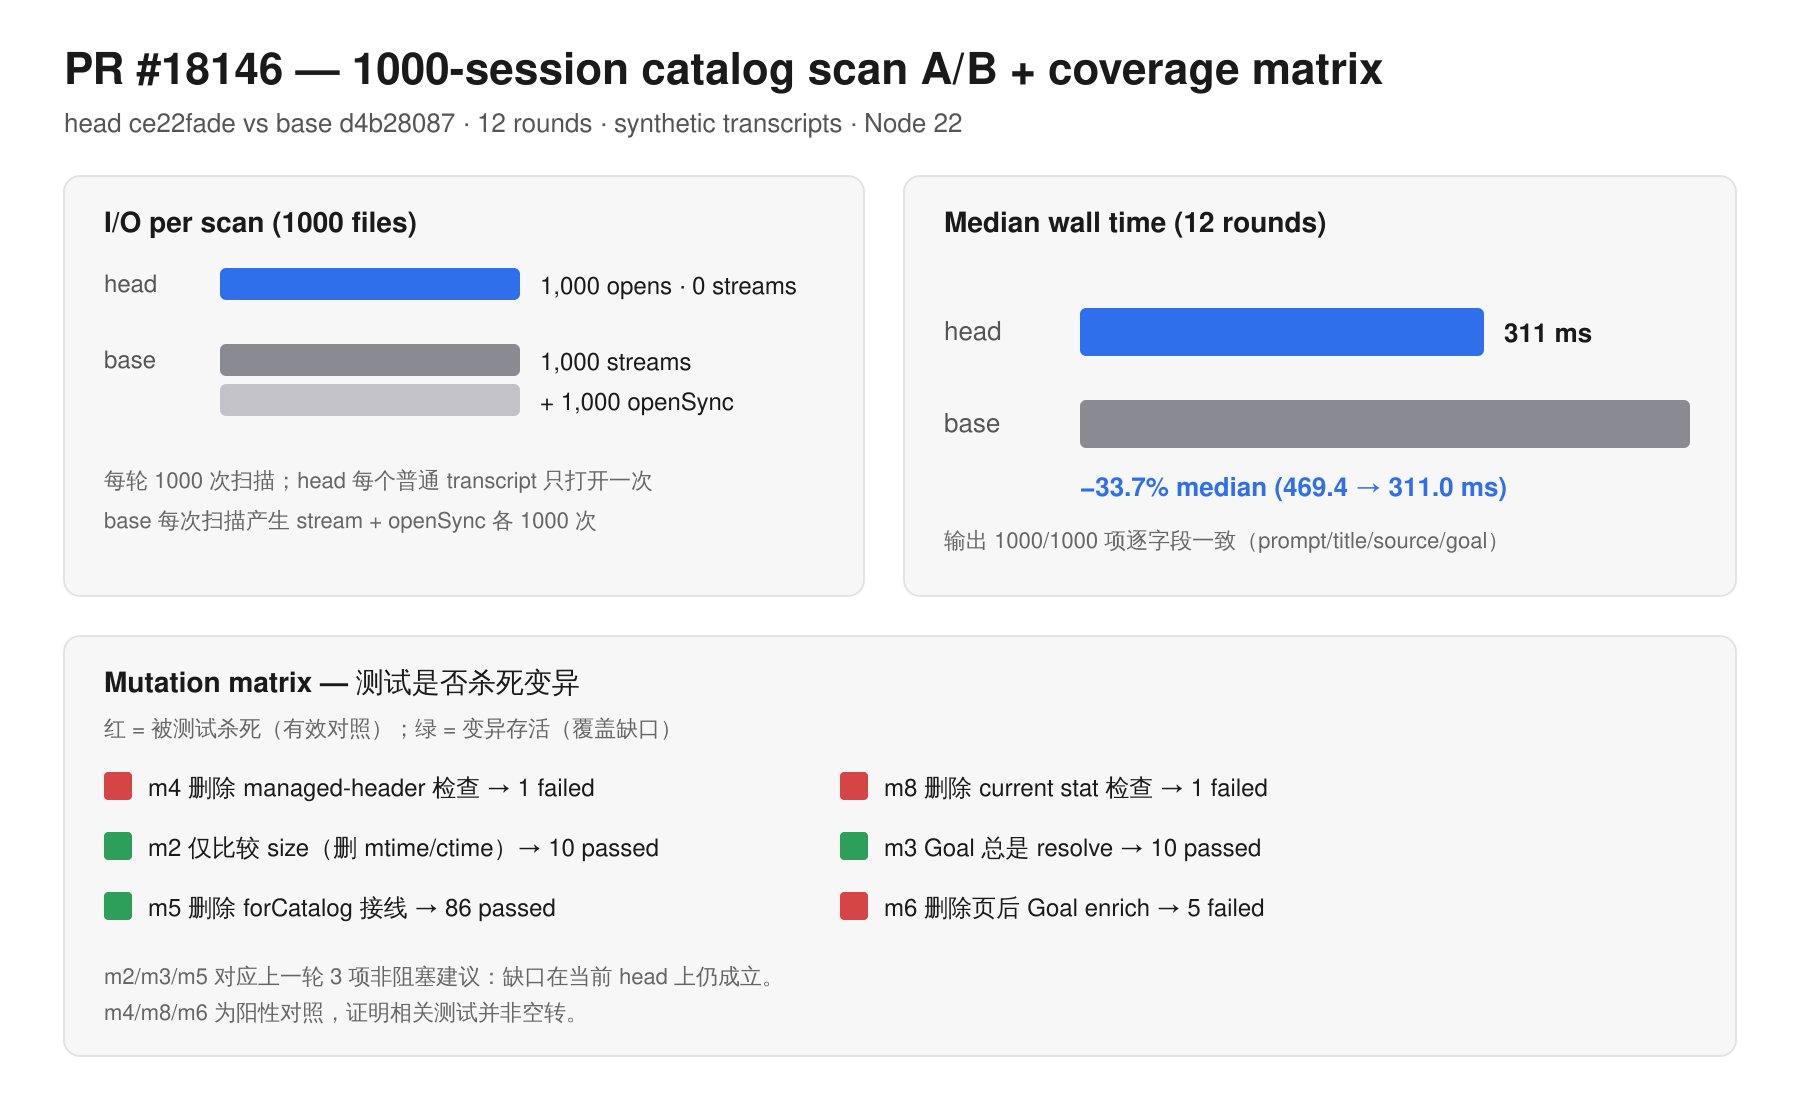 PR #18146 — 1000-session catalog scan A/B + coverage matrix
head ce22fade vs base d4b28087 · 12 rounds · synthetic transcripts · Node 22
I/O per scan (1000 files)
head
1,000 opens · 0 streams
base
1,000 streams
+ 1,000 openSync
每轮 1000 次扫描；head 每个普通 transcript 只打开一次
base 每次扫描产生 stream + openSync 各 1000 次
Median wall time (12 rounds)
head
311 ms
base
−33.7% median (469.4 → 311.0 ms)
输出 1000/1000 项逐字段一致（prompt/title/source/goal）
Mutation matrix — 测试是否杀死变异
红 = 被测试杀死（有效对照）；绿 = 变异存活（覆盖缺口）
m4 删除 managed-header 检查 → 1 failed
m8 删除 current stat 检查 → 1 failed
m2 仅比较 size（删 mtime/ctime）→ 10 passed
m3 Goal 总是 resolve → 10 passed
m5 删除 forCatalog 接线 → 86 passed
m6 删除页后 Goal enrich → 5 failed
m2/m3/m5 对应上一轮 3 项非阻塞建议：缺口在当前 head 上仍成立。
m4/m8/m6 为阳性对照，证明相关测试并非空转。